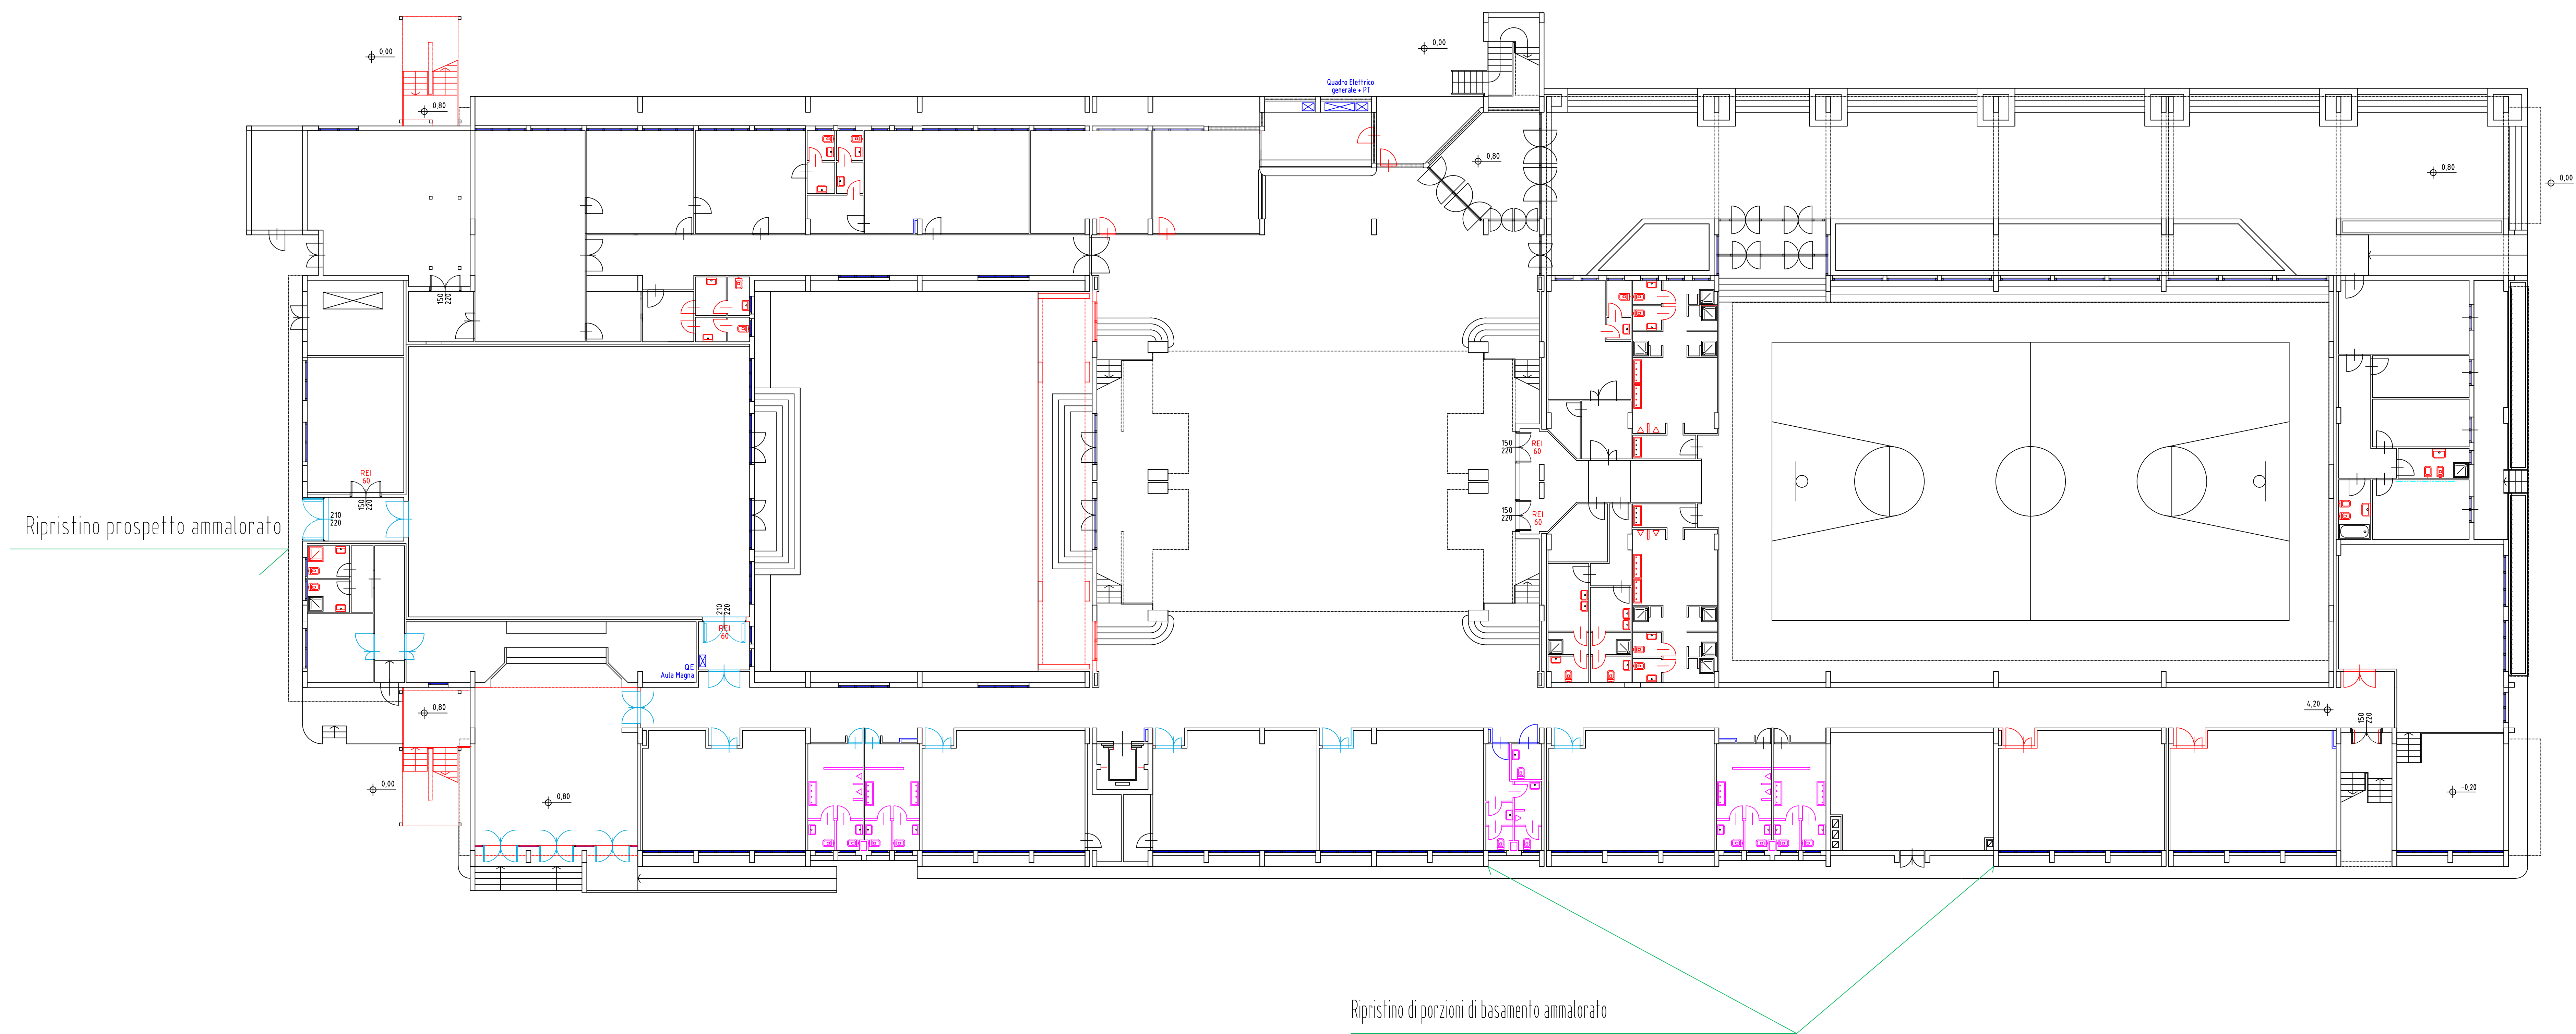 0,00
0,00
Quadro Elettrico
generale + PT
0,80
0,80
0,80
0,00
150
220
REI
60
150
220
REI
60
150
220
210
220
Ripristino prospetto ammalorato
150
220
REI
60
210
220
REI
60
QE
Aula Magna
0,80
4,20
150
220
0,00
0,80
-0,20
Ripristino di porzioni di basamento ammalorato